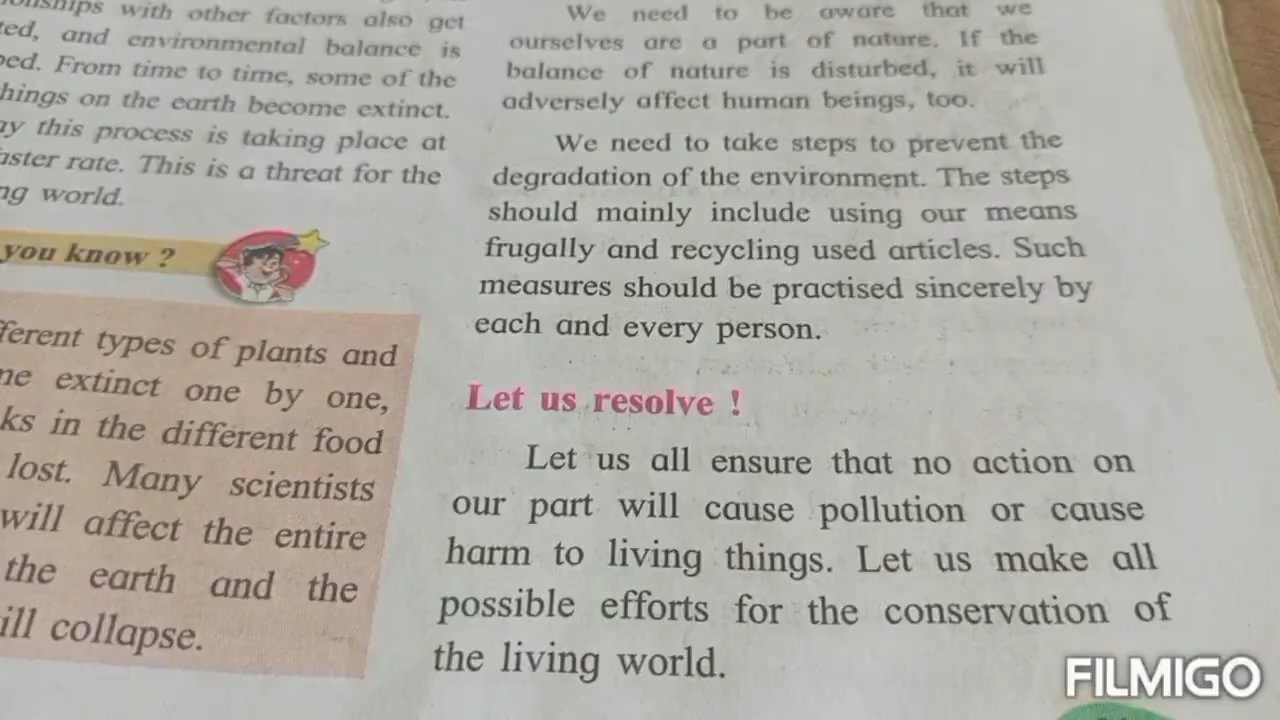 with other factors also get
and environmental balance is
From time to time, some of the
things on the earth become extinct.
this process is taking place at
rate. This is a threat for the
world.
you know ?
types of plants and
extinct one by one,
in the different food
lost. Many scientists
will affect the entire
the earth and the
collapse.
We need to be aware that we
ourselves are a part of nature. If the
balance of nature is disturbed, it will
adversely affect human beings, too.
We need to take steps to prevent the
degradation of the environment. The steps
should mainly include using our means
frugally and recycling used articles. Such
measures should be practised sincerely by
each and every person.
Let us resolve !
Let us all ensure that no action on
our part will cause pollution or cause
harm to living things. Let us make all
possible efforts for the conservation of
the living world.
FILMIGO